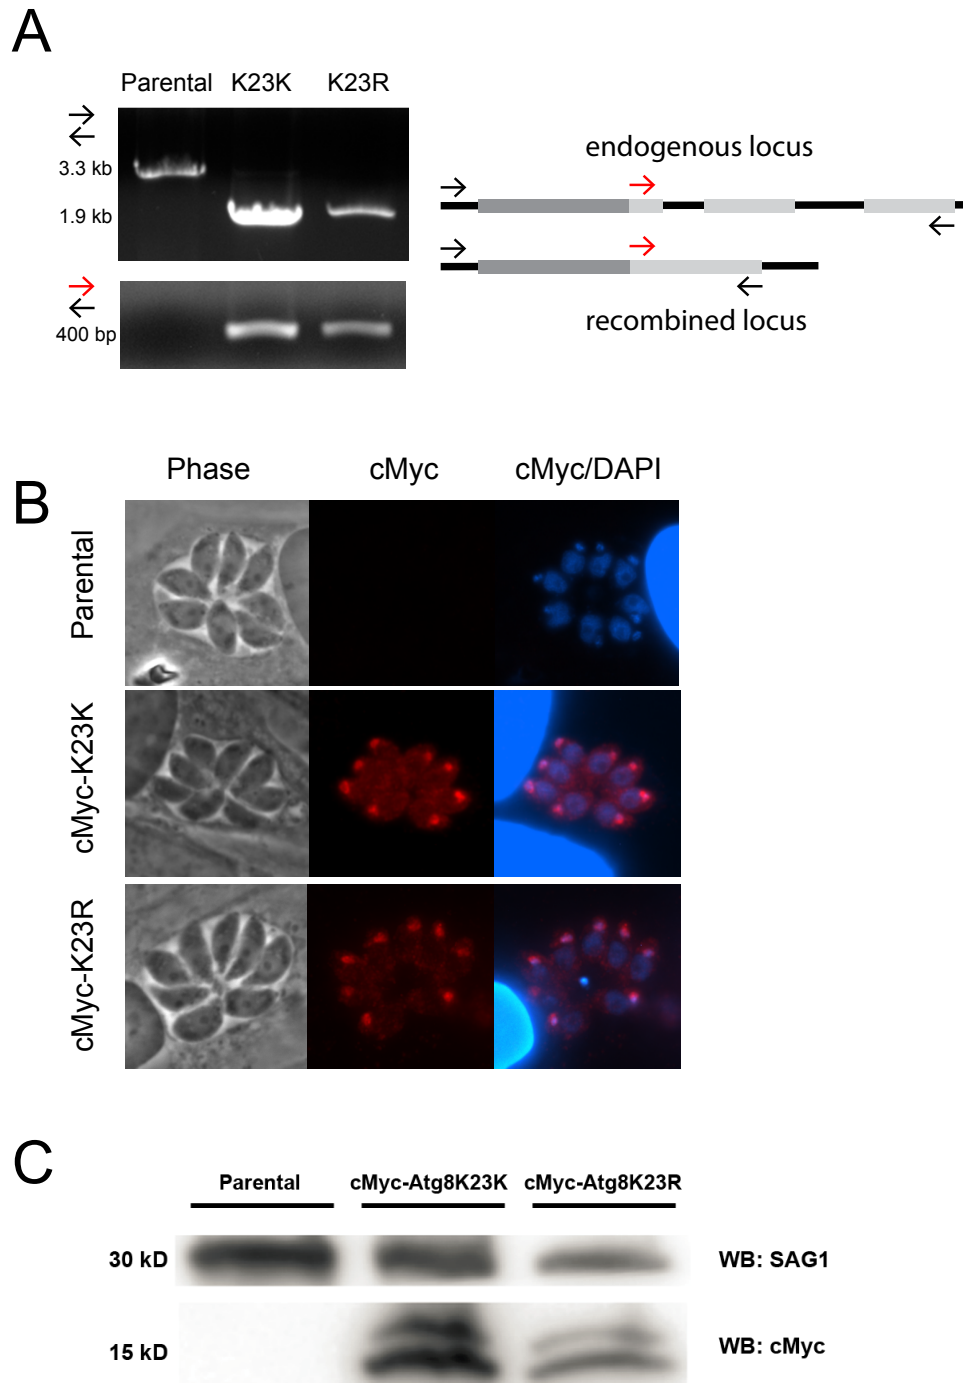 A
Parental K23K K23R
3.3 kb
1.9 kb
400 bp
endogenous locus
recombined locus
B
Phase cMyc cMyc/DAPI
Parental
cMyc-K23K
cMyc-K23R
C
Parental cMyc-Atg8K23K cMyc-Atg8K23R
30 kD WB: SAG1
15 kD WB: cMyc